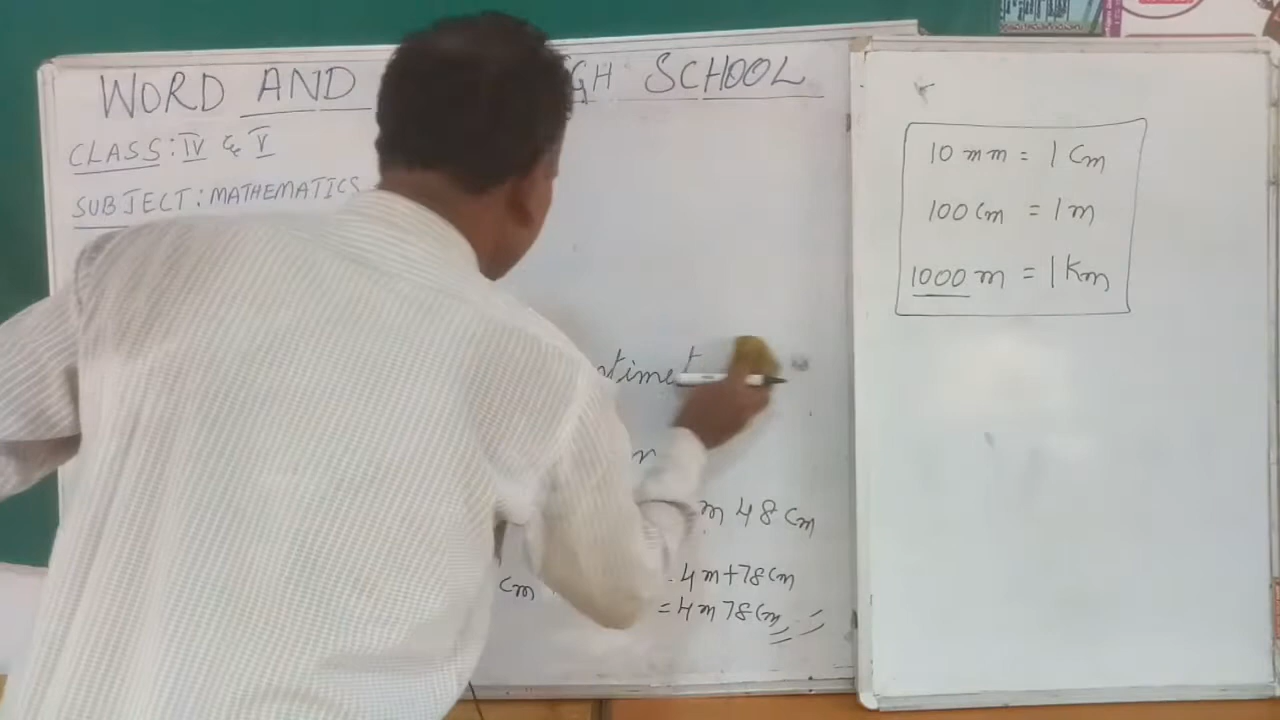 WORD AND GH SCHOOL
CLASS: IV & V
SUBJECT: MATHEMATICS
ntimet
m
m 48 cm
cm
4m+78cm
=4m 78cm
10 mm = 1 Cm
100 Cm = 1 m
1000 m = 1 Km